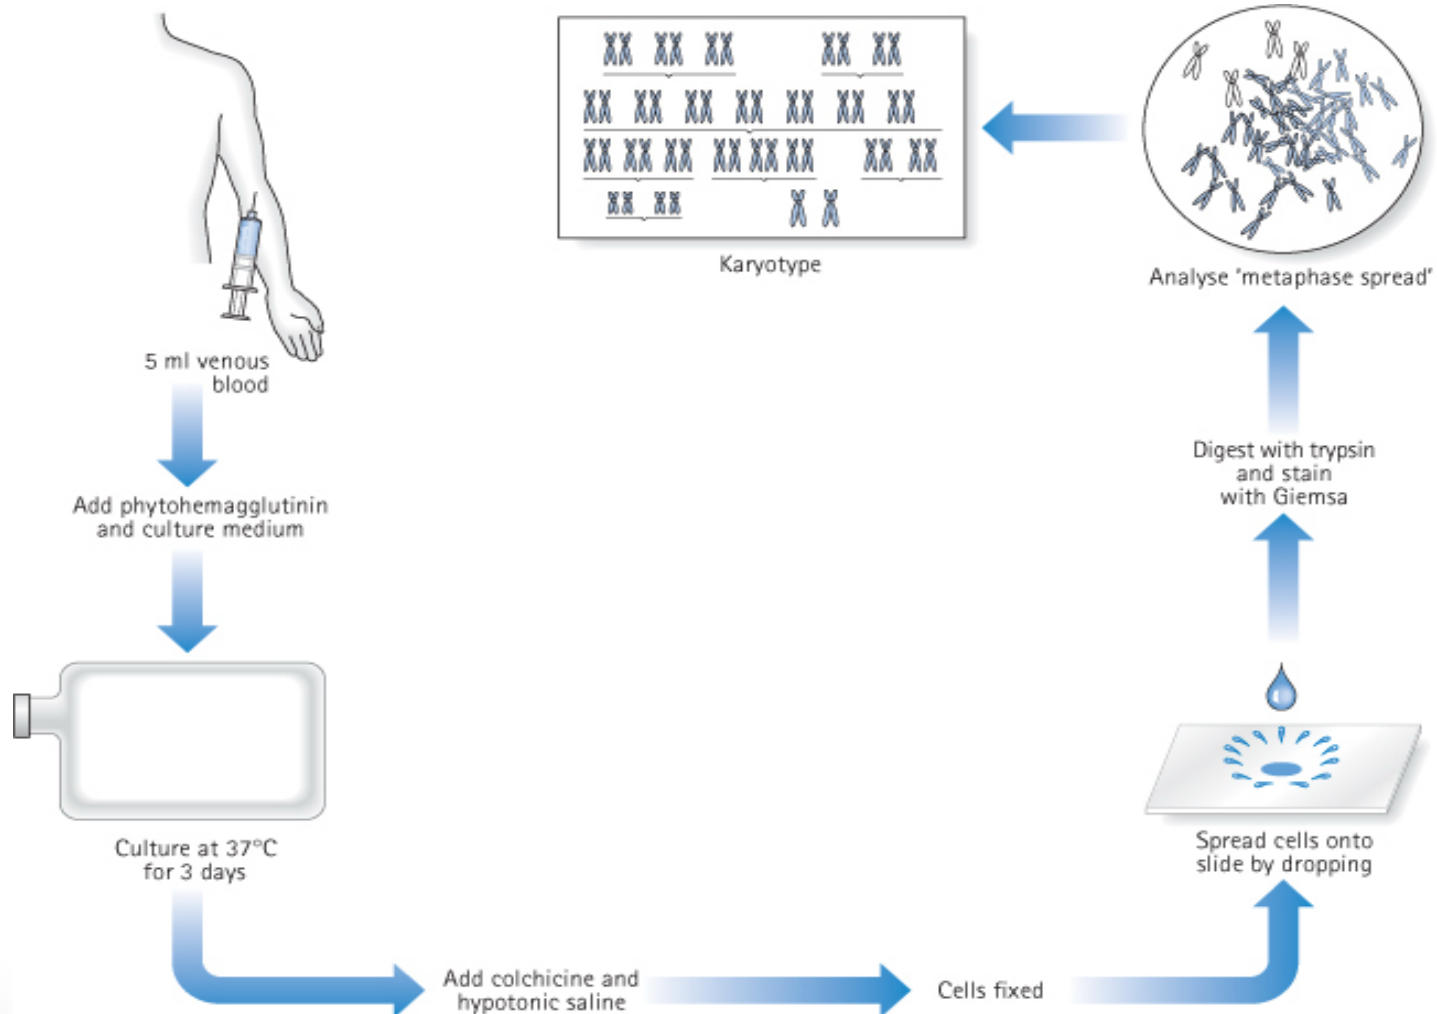 5 ml venous
blood
Add phytohemagglutinin
and culture medium
Culture at 37°C
for 3 days
Add colchicine and
hypotonic saline
Cells fixed
Spread cells onto
slide by dropping
Digest with trypsin
and stain
with Giemsa
Analyse 'metaphase spread'
Karyotype